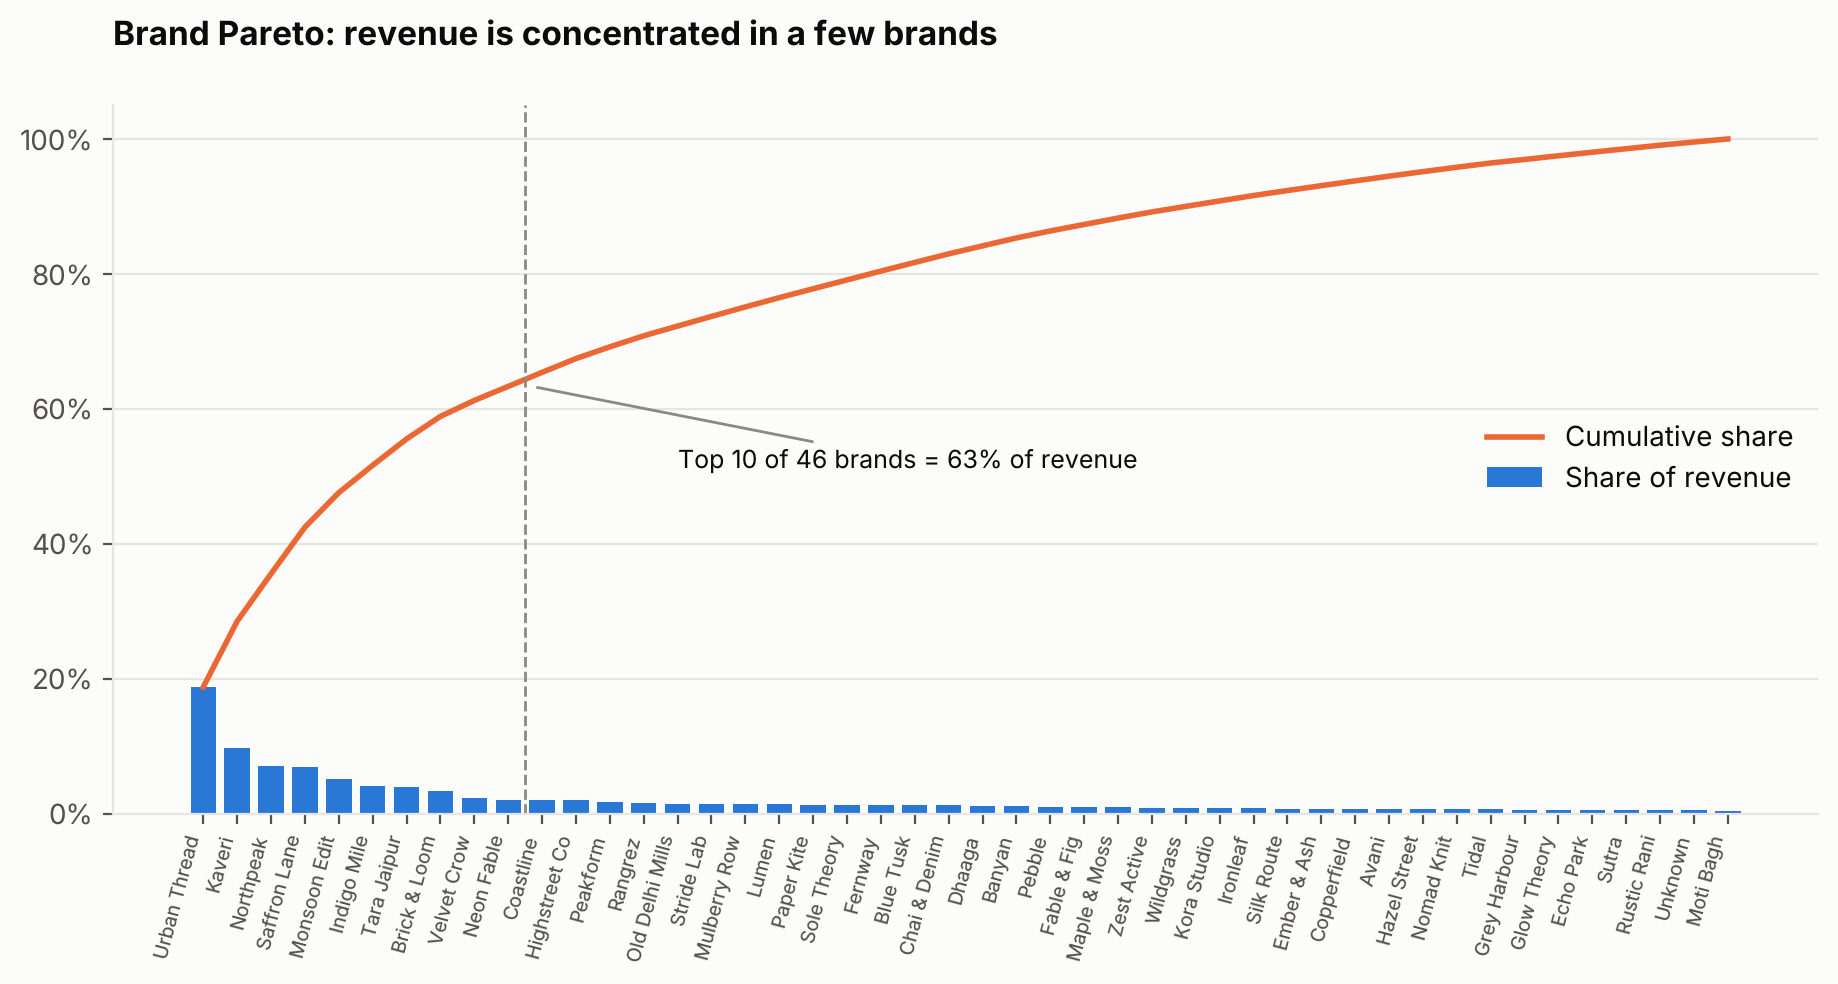 Brand Pareto: revenue is concentrated in a few brands
100%
80%
60%
40%
20%
0%
Top 10 of 46 brands = 63% of revenue
Cumulative share
Share of revenue
Urban Thread
Kaveri
Northpeak
Saffron Lane
Monsoon Edit
Indigo Mile
Tara Jaipur
Brick & Loom
Velvet Crow
Neon Fable
Coastline
Highstreet Co
Peakform
Rangrez
Old Delhi Mills
Stride Lab
Mulberry Row
Lumen
Paper Kite
Sole Theory
Fernway
Blue Tusk
Chai & Denim
Dhaaga
Banyan
Pebble
Fable & Fig
Maple & Moss
Zest Active
Wildgrass
Kora Studio
Ironleaf
Silk Route
Ember & Ash
Copperfield
Avani
Hazel Street
Nomad Knit
Tidal
Grey Harbour
Glow Theory
Echo Park
Sutra
Rustic Rani
Unknown
Moti Bagh